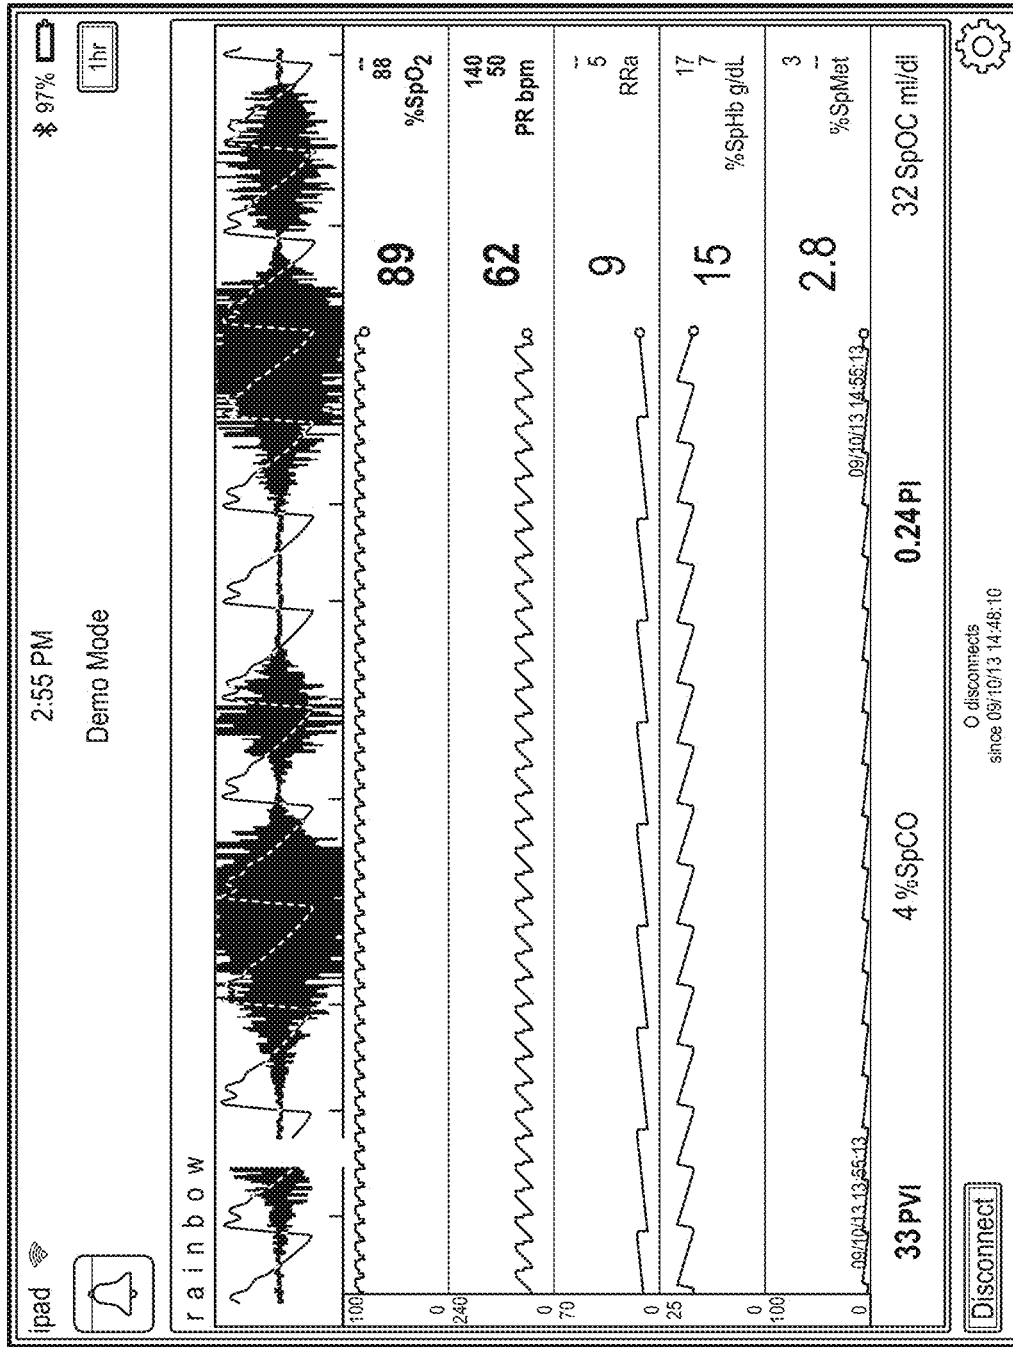 ipad 2:55 PM 97%
Demo Mode 1hr
rainbow
100
0
89
--
88
%SpO2
240
0
62
140
50
PR bpm
70
0
9
--
5
RRa
25
0
15
17
7
%SpHb g/dL
100
0
09/10/13 13:55:13
09/10/13 14:55:13
2.8
3
--
%SpMet
33 PVI 4 %SpCO 0.24 PI 32 SpOC ml/dl
Disconnect
O disconnects
since 09/10/13 14:48:10